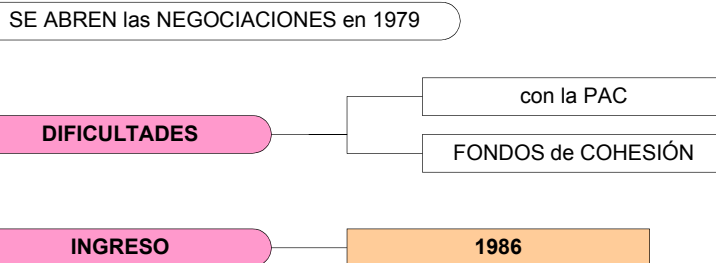 SE ABREN las NEGOCIACIONES en 1979
con la PAC
DIFICULTADES
FONDOS de COHESIÓN
INGRESO
1986